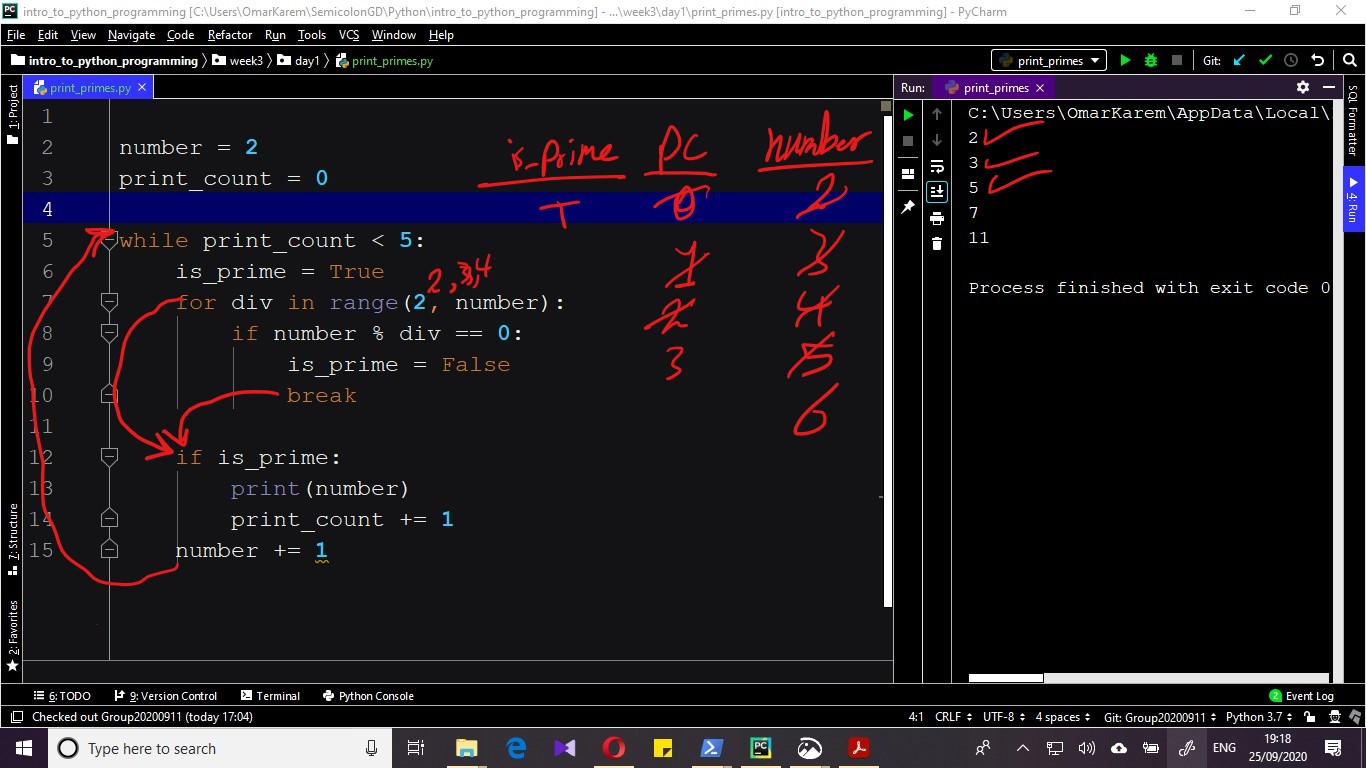 intro_to_python_programming [C:\Users\OmarKarem\SemicolonGD\Python\intro_to_python_programming] - ...\week3\day1\print_primes.py [intro_to_python_programming] - PyCharm
File Edit View Navigate Code Refactor Run Tools VCS Window Help
intro_to_python_programming week3 day1 print_primes.py print_primes Git:
1: Project
print_primes.py
1
2 number = 2
3 print_count = 0
4
5 while print_count < 5:
6 is_prime = True
7 for div in range(2, number):
8 if number % div == 0:
9 is_prime = False
10 break
11
12 if is_prime:
13 print(number)
14 print_count += 1
15 number += 1
2,3,4
is_prime PC number
T 0 2
1 3
2 4
3 5
6
Run: print_primes
C:\Users\OmarKarem\AppData\Local\
2
3
5
7
11
Process finished with exit code 0
SQL Formatter
4: Run
7: Structure
2: Favorites
6: TODO 9: Version Control Terminal Python Console 2 Event Log
Checked out Group20200911 (today 17:04) 4:1 CRLF UTF-8 4 spaces Git: Group20200911 Python 3.7
Type here to search ENG 19:18
25/09/2020